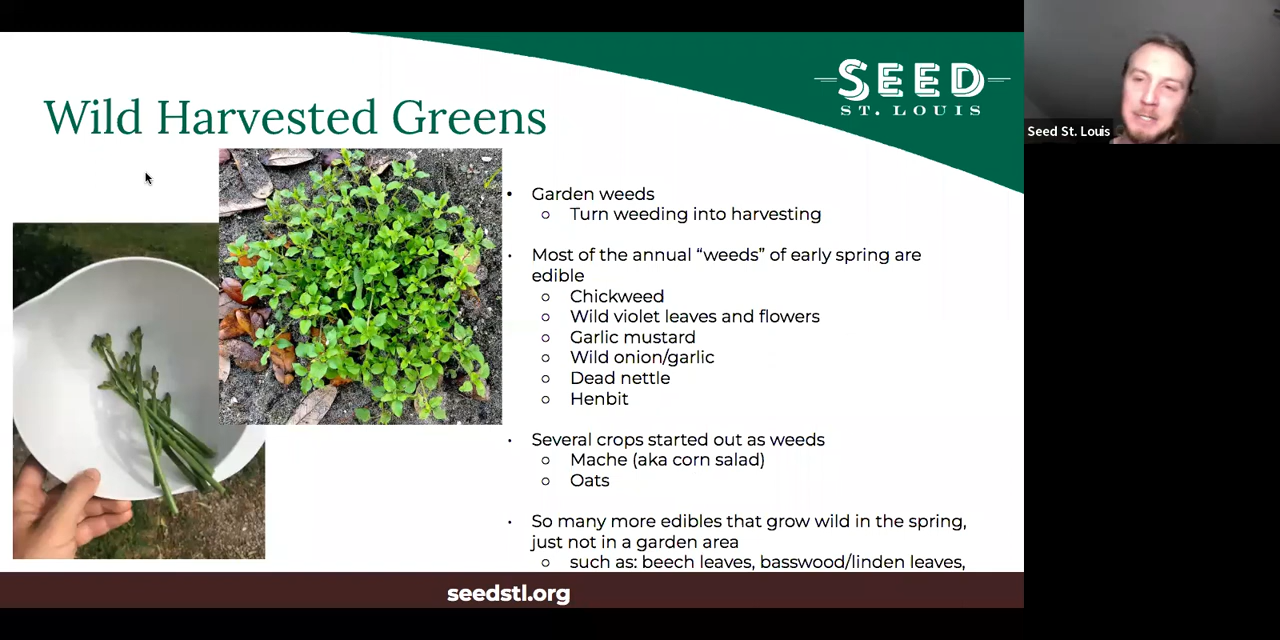 SEED
ST. LOUIS
Seed St. Louis
Wild Harvested Greens
• Garden weeds
○ Turn weeding into harvesting
• Most of the annual “weeds” of early spring are
edible
○ Chickweed
○ Wild violet leaves and flowers
○ Garlic mustard
○ Wild onion/garlic
○ Dead nettle
○ Henbit
• Several crops started out as weeds
○ Mache (aka corn salad)
○ Oats
• So many more edibles that grow wild in the spring,
just not in a garden area
○ such as: beech leaves, basswood/linden leaves,
seedstl.org